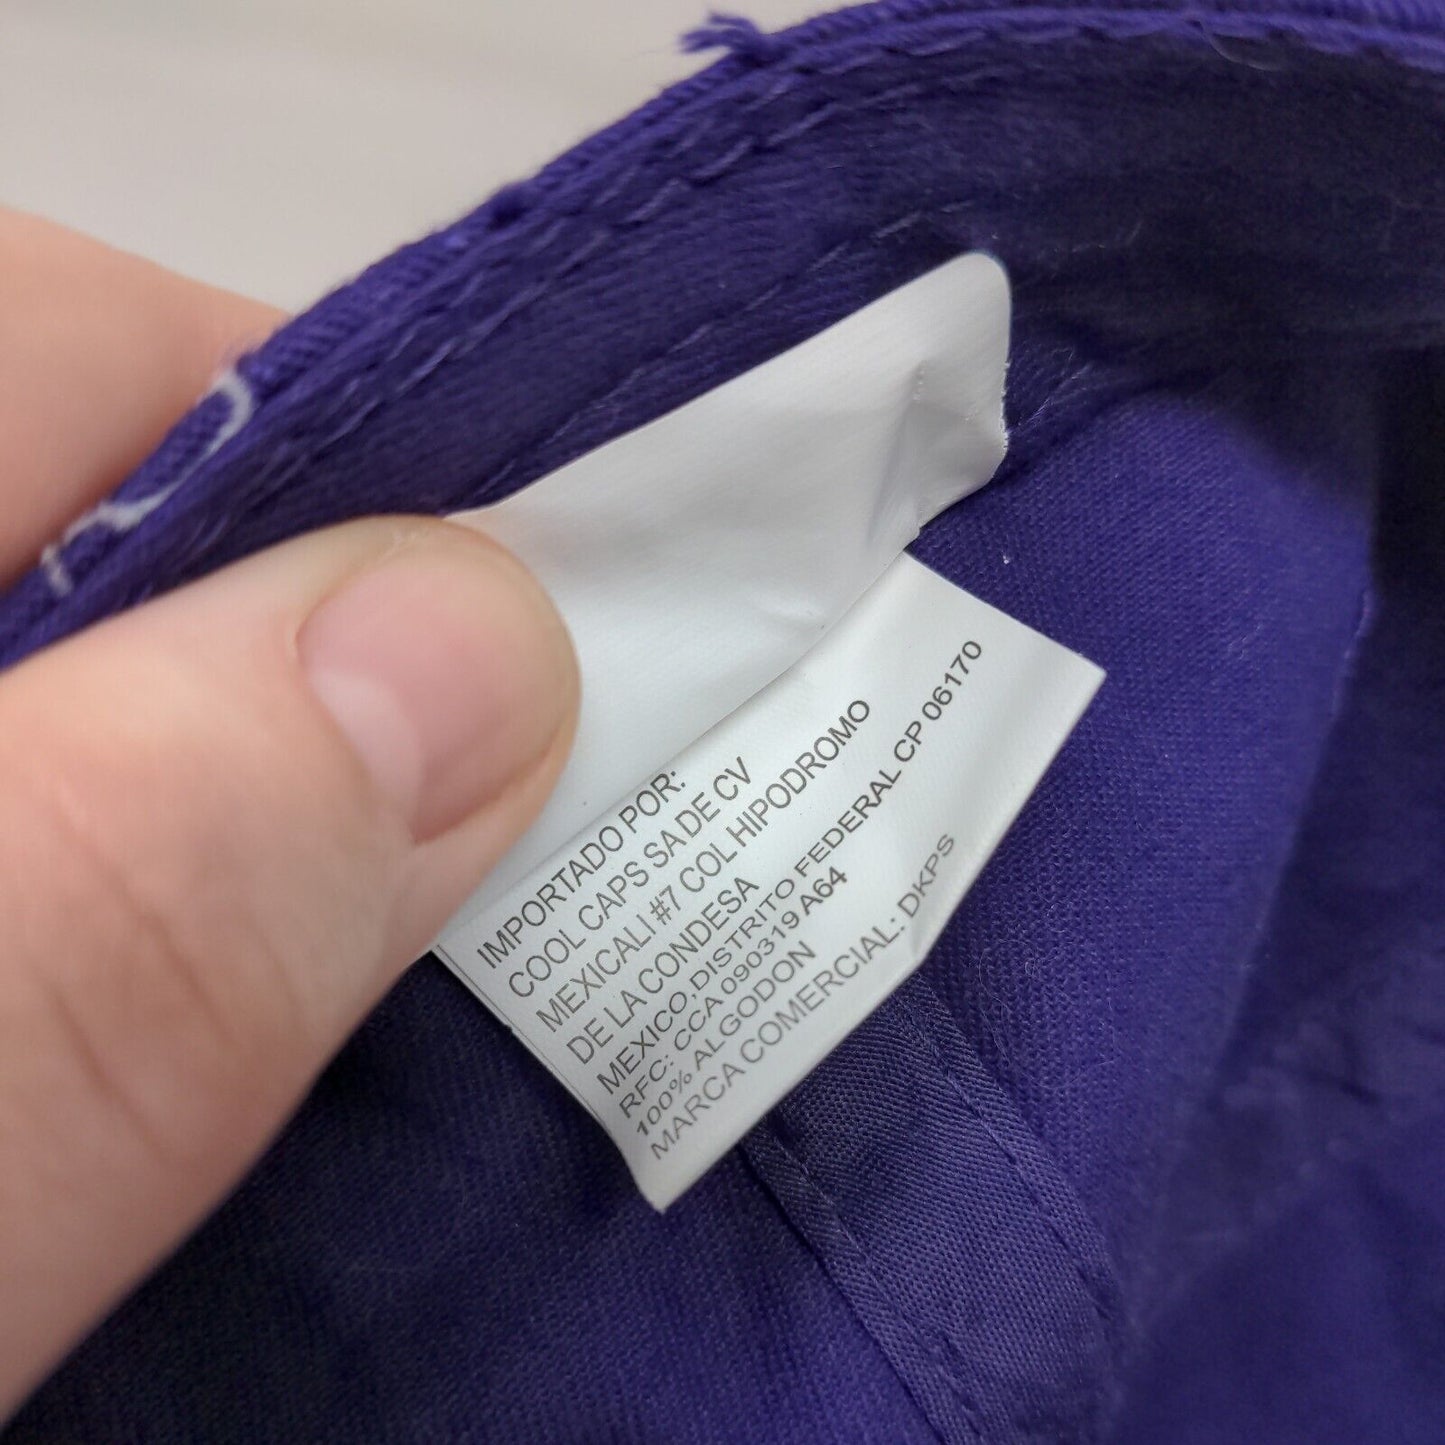 IMPORTADO POR:
COOL CAPS SA DE CV
MEXICALI #7 COL HIPODROMO
DE LA CONDESA
MEXICO, DISTRITO FEDERAL CP 06170
RFC: CCA 090319 A64
100% ALGODON
MARCA COMERCIAL: DKPS